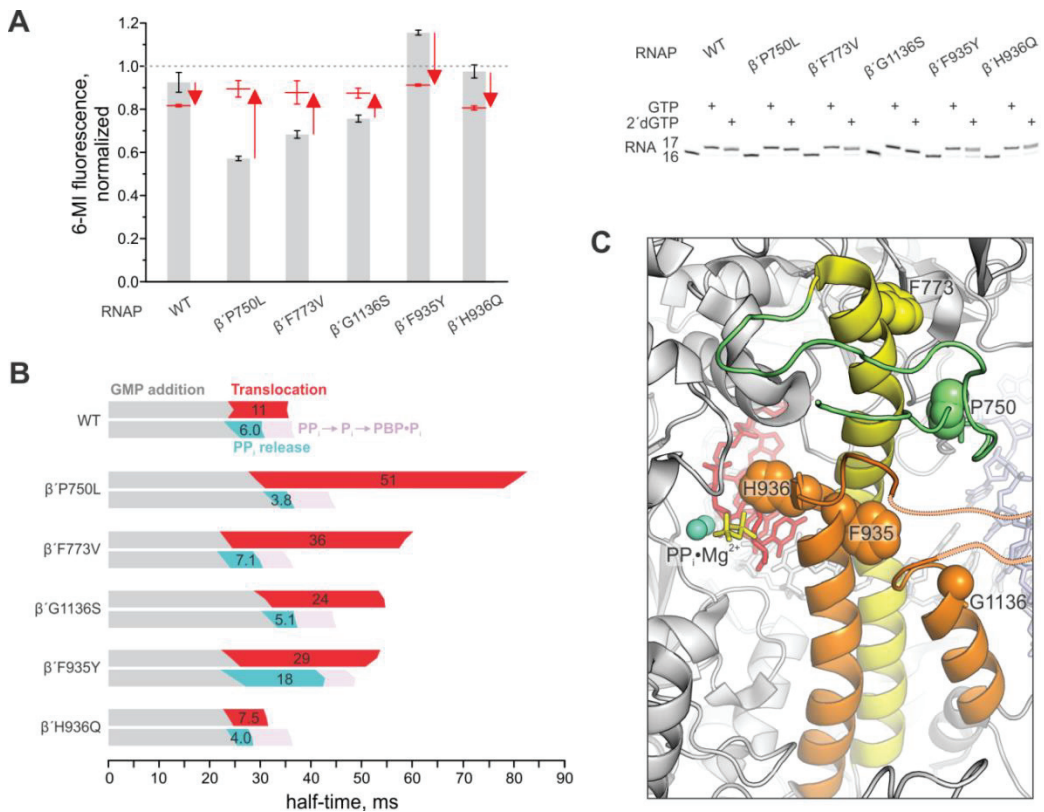 A
6-MI fluorescence,
normalized
1.2
1.0
0.8
0.6
0.4
0.2
0.0
RNAP
WT
β´P750L
β´F773V
β´G1136S
β´F935Y
β´H936Q
RNAP
WT
β´P750L
β´F773V
β´G1136S
β´F935Y
β´H936Q
GTP + + + + + +
2´dGTP + + + + + +
RNA 17
16
B
GMP addition Translocation
WT
11
6.0 PPᵢ → Pᵢ → PBP•Pᵢ
PPᵢ release
β´P750L
51
3.8
β´F773V
36
7.1
β´G1136S
24
5.1
β´F935Y
29
18
β´H936Q
7.5
4.0
0 10 20 30 40 50 60 70 80 90
half-time, ms
C
F773
P750
H936
F935
PPᵢ•Mg²⁺
G1136